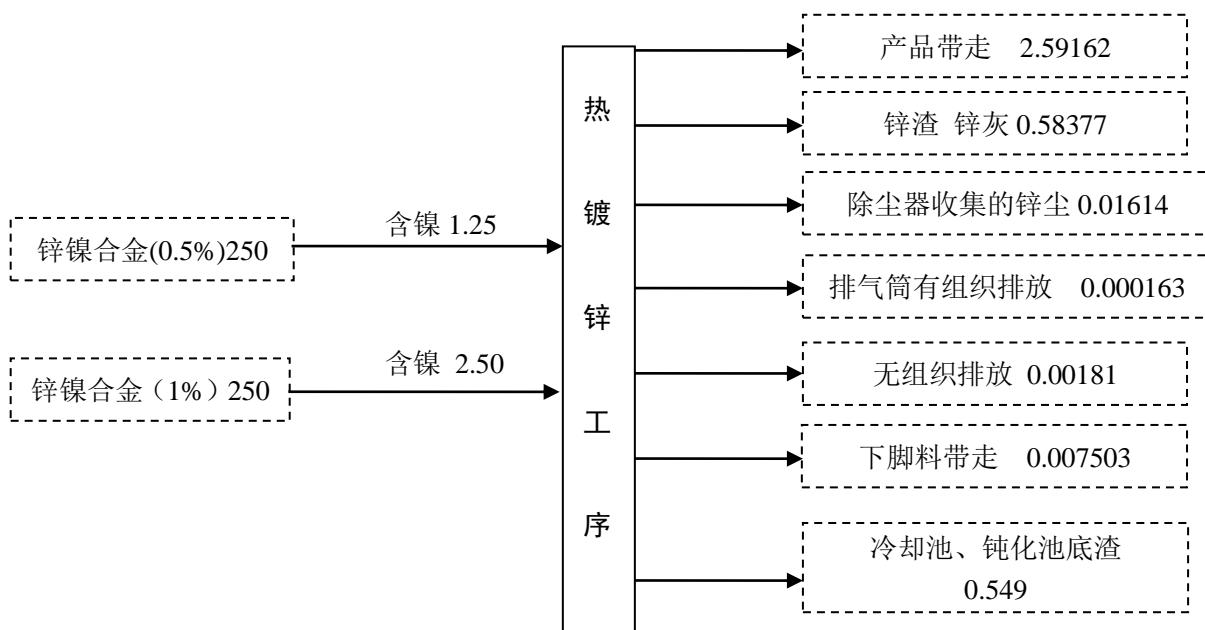 产品带走 2.59162
锌渣 锌灰 0.58377
除尘器收集的锌尘 0.01614
排气筒有组织排放 0.000163
无组织排放 0.00181
下脚料带走 0.007503
冷却池、钝化池底渣
0.549
热
镀
锌
工
序
含镍 1.25
锌镍合金(0.5%)250
含镍 2.50
锌镍合金（1%）250